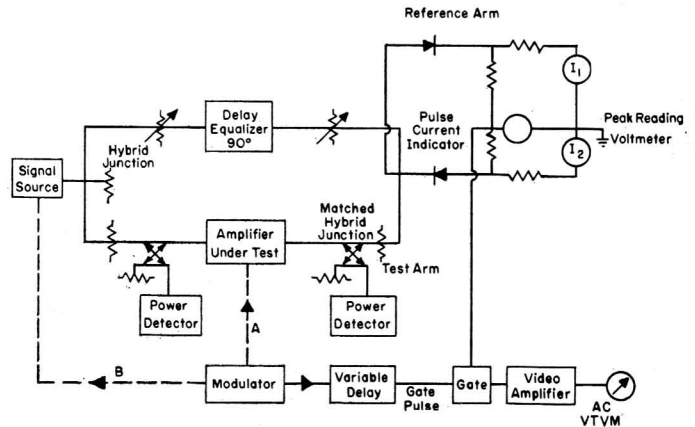 Reference Arm
I1
Delay
Equalizer
90°
Pulse
Current
Indicator
Peak Reading
Voltmeter
I2
Hybrid
Junction
Signal
Source
Matched
Hybrid
Junction
Amplifier
Under Test
Test Arm
Power
Detector
A
Power
Detector
B
Modulator
Variable
Delay
Gate
Pulse
Gate
Video
Amplifier
AC
VTVM